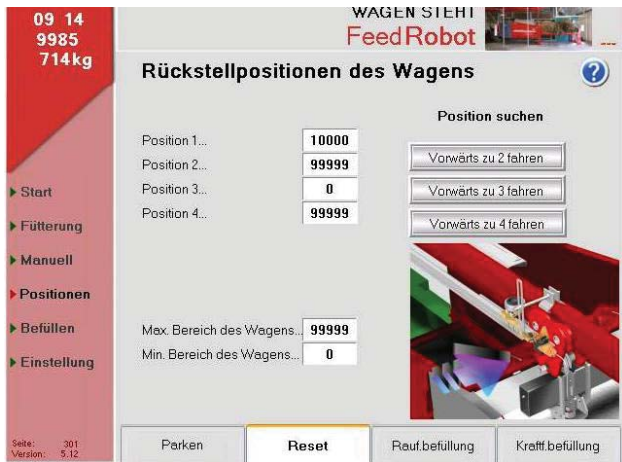 09 14
9985
714kg
WAGEN STEHT
FeedRobot
Rückstellpositionen des Wagens
?
Position suchen
Position 1... 10000
Position 2... 99999
Position 3... 0
Position 4... 99999
Vorwärts zu 2 fahren
Vorwärts zu 3 fahren
Vorwärts zu 4 fahren
Start
Fütterung
Manuell
Positionen
Befüllen
Einstellung
Max. Bereich des Wagens... 99999
Min. Bereich des Wagens... 0
Seite: 301
Version: 5.12
Parken
Reset
Rauf.befüllung
Kraftf.befüllung